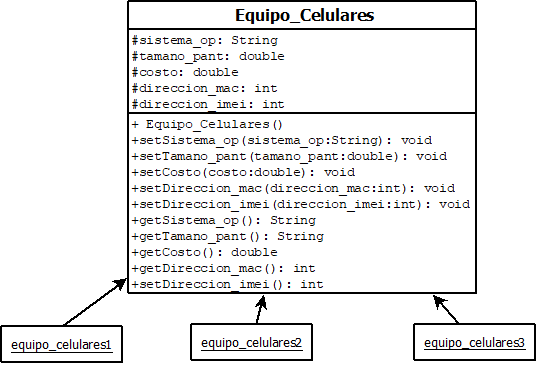 Equipo_Celulares
#sistema_op: String
#tamano_pant: double
#costo: double
#direccion_mac: int
#direccion_imei: int
+ Equipo_Celulares()
+setSistema_op(sistema_op:String): void
+setTamano_pant(tamano_pant:double): void
+setCosto(costo:double): void
+setDireccion_mac(direccion_mac:int): void
+setDireccion_imei(direccion_imei:int): void
+getSistema_op(): String
+getTamano_pant(): String
+getCosto(): double
+getDireccion_mac(): int
+setDireccion_imei(): int
equipo_celulares1
equipo_celulares2
equipo_celulares3